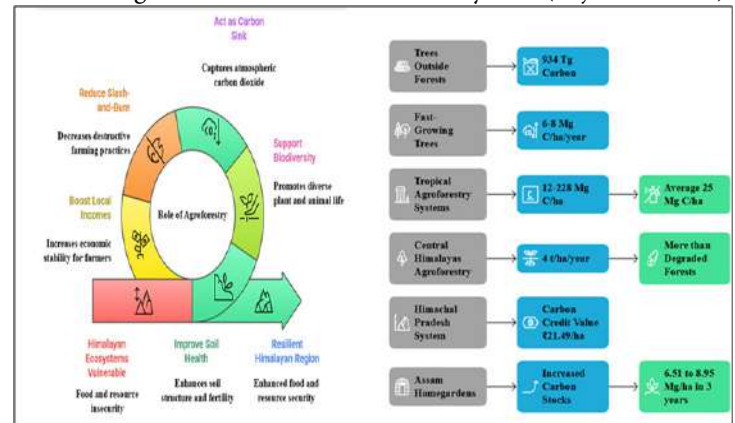 Act as Carbon
Sink
Captures atmospheric
carbon dioxide
Reduce Slash-
and-Burn
Decreases destructive
farming practices
Support
Biodiversity
Promotes diverse
plant and animal life
Boost Local
Incomes
Increases economic
stability for farmers
Role of Agroforestry
Himalayan
Ecosystems
Vulnerable
Food and resource
insecurity
Improve Soil
Health
Enhances soil
structure and fertility
Resilient
Himalayan Region
Enhanced food and
resource security
Trees
Outside
Forests
934 Tg
Carbon
Fast-
Growing
Trees
6-8 Mg
C/ha/year
Tropical
Agroforestry
Systems
12-228 Mg
C/ha
Average 25
Mg C/ha
Central
Himalayas
Agroforestry
4 t/ha/year
More than
Degraded
Forests
Himachal
Pradesh
System
Carbon
Credit Value
€21.49/ha
Assam
Homegardens
Increased
Carbon
Stocks
6.51 to 8.95
Mg/ha in 3
years